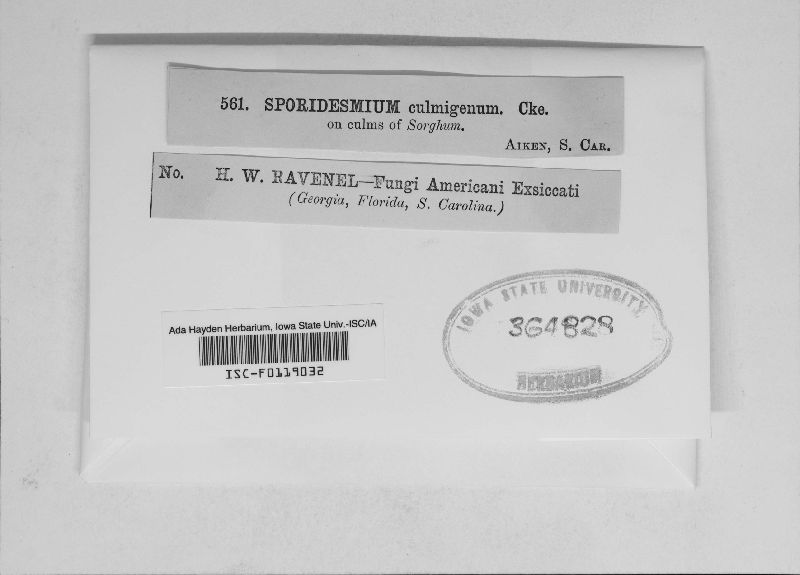 561. SPORIDESMIUM culmigenum. Cke.
on culms of Sorghum.
AIKEN, S. CAR.
No. H. W. RAVENEL—Fungi Americani Exsiccati
(Georgia, Florida, S. Carolina.)
IOWA STATE UNIVERSITY
364828
HERBARIUM
Ada Hayden Herbarium, Iowa State Univ.-ISC/IA
ISC-F0119032